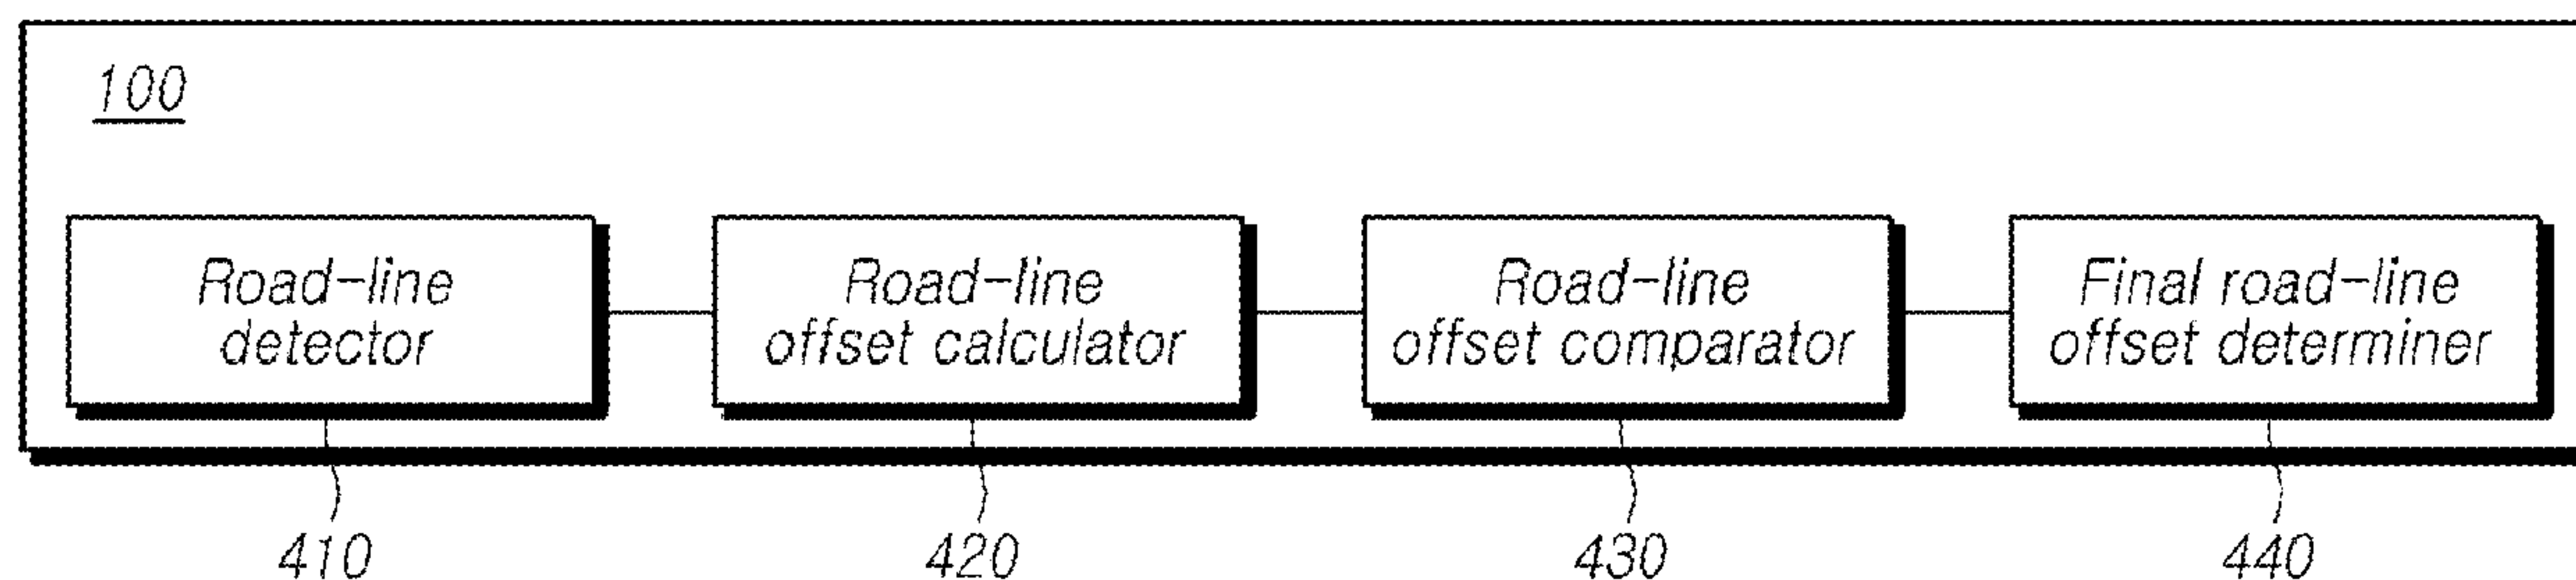 100
Road-line
detector
Road-line
offset calculator
Road-line
offset comparator
Final road-line
offset determiner
410
420
430
440